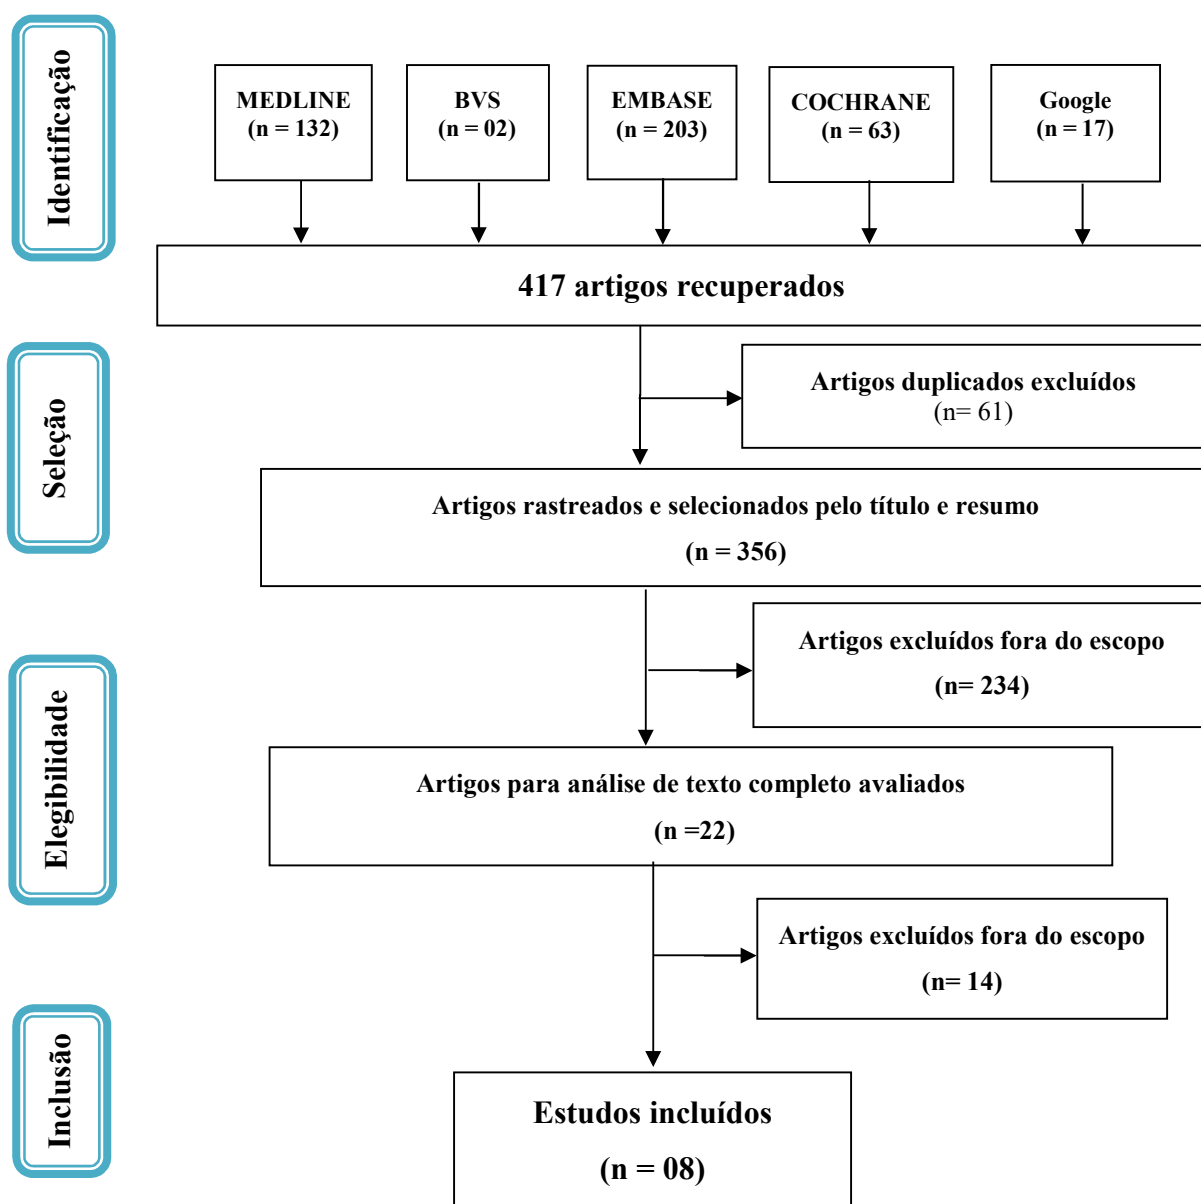 Identificação
MEDLINE
(n = 132)
BVS
(n = 02)
EMBASE
(n = 203)
COCHRANE
(n = 63)
Google
(n = 17)
417 artigos recuperados
Seleção
Artigos duplicados excluídos
(n= 61)
Artigos rastreados e selecionados pelo título e resumo
(n = 356)
Artigos excluídos fora do escopo
(n= 234)
Elegibilidade
Artigos para análise de texto completo avaliados
(n =22)
Artigos excluídos fora do escopo
(n= 14)
Inclusão
Estudos incluídos
(n = 08)